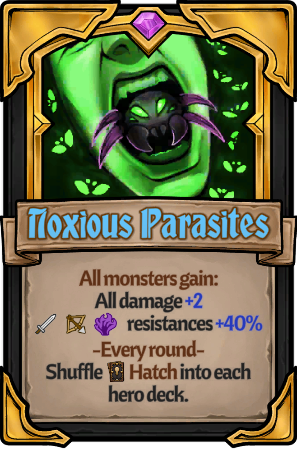 Noxious Parasites
All monsters gain:
All damage +2
resistances +40%
-Every round-
Shuffle Hatch into each
hero deck.